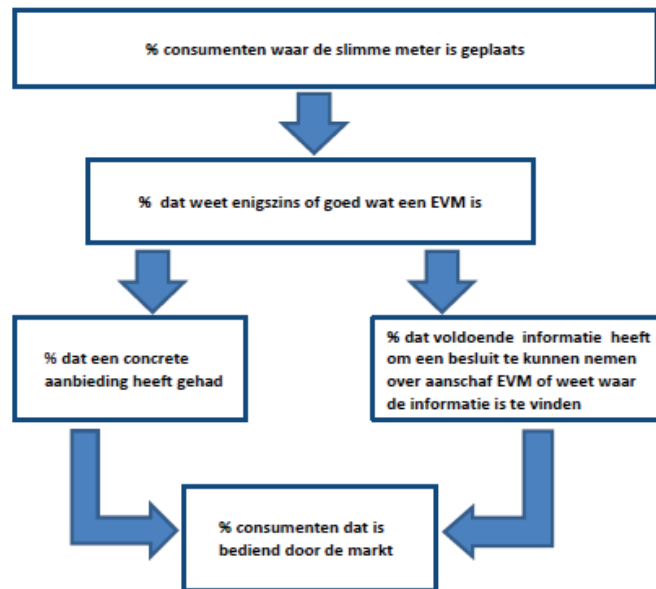 % consumenten waar de slimme meter is geplaats
% dat weet enigszins of goed wat een EVM is
% dat een concrete
aanbieding heeft gehad
% dat voldoende informatie heeft
om een besluit te kunnen nemen
over aanschaf EVM of weet waar
de informatie is te vinden
% consumenten dat is
bediend door de markt